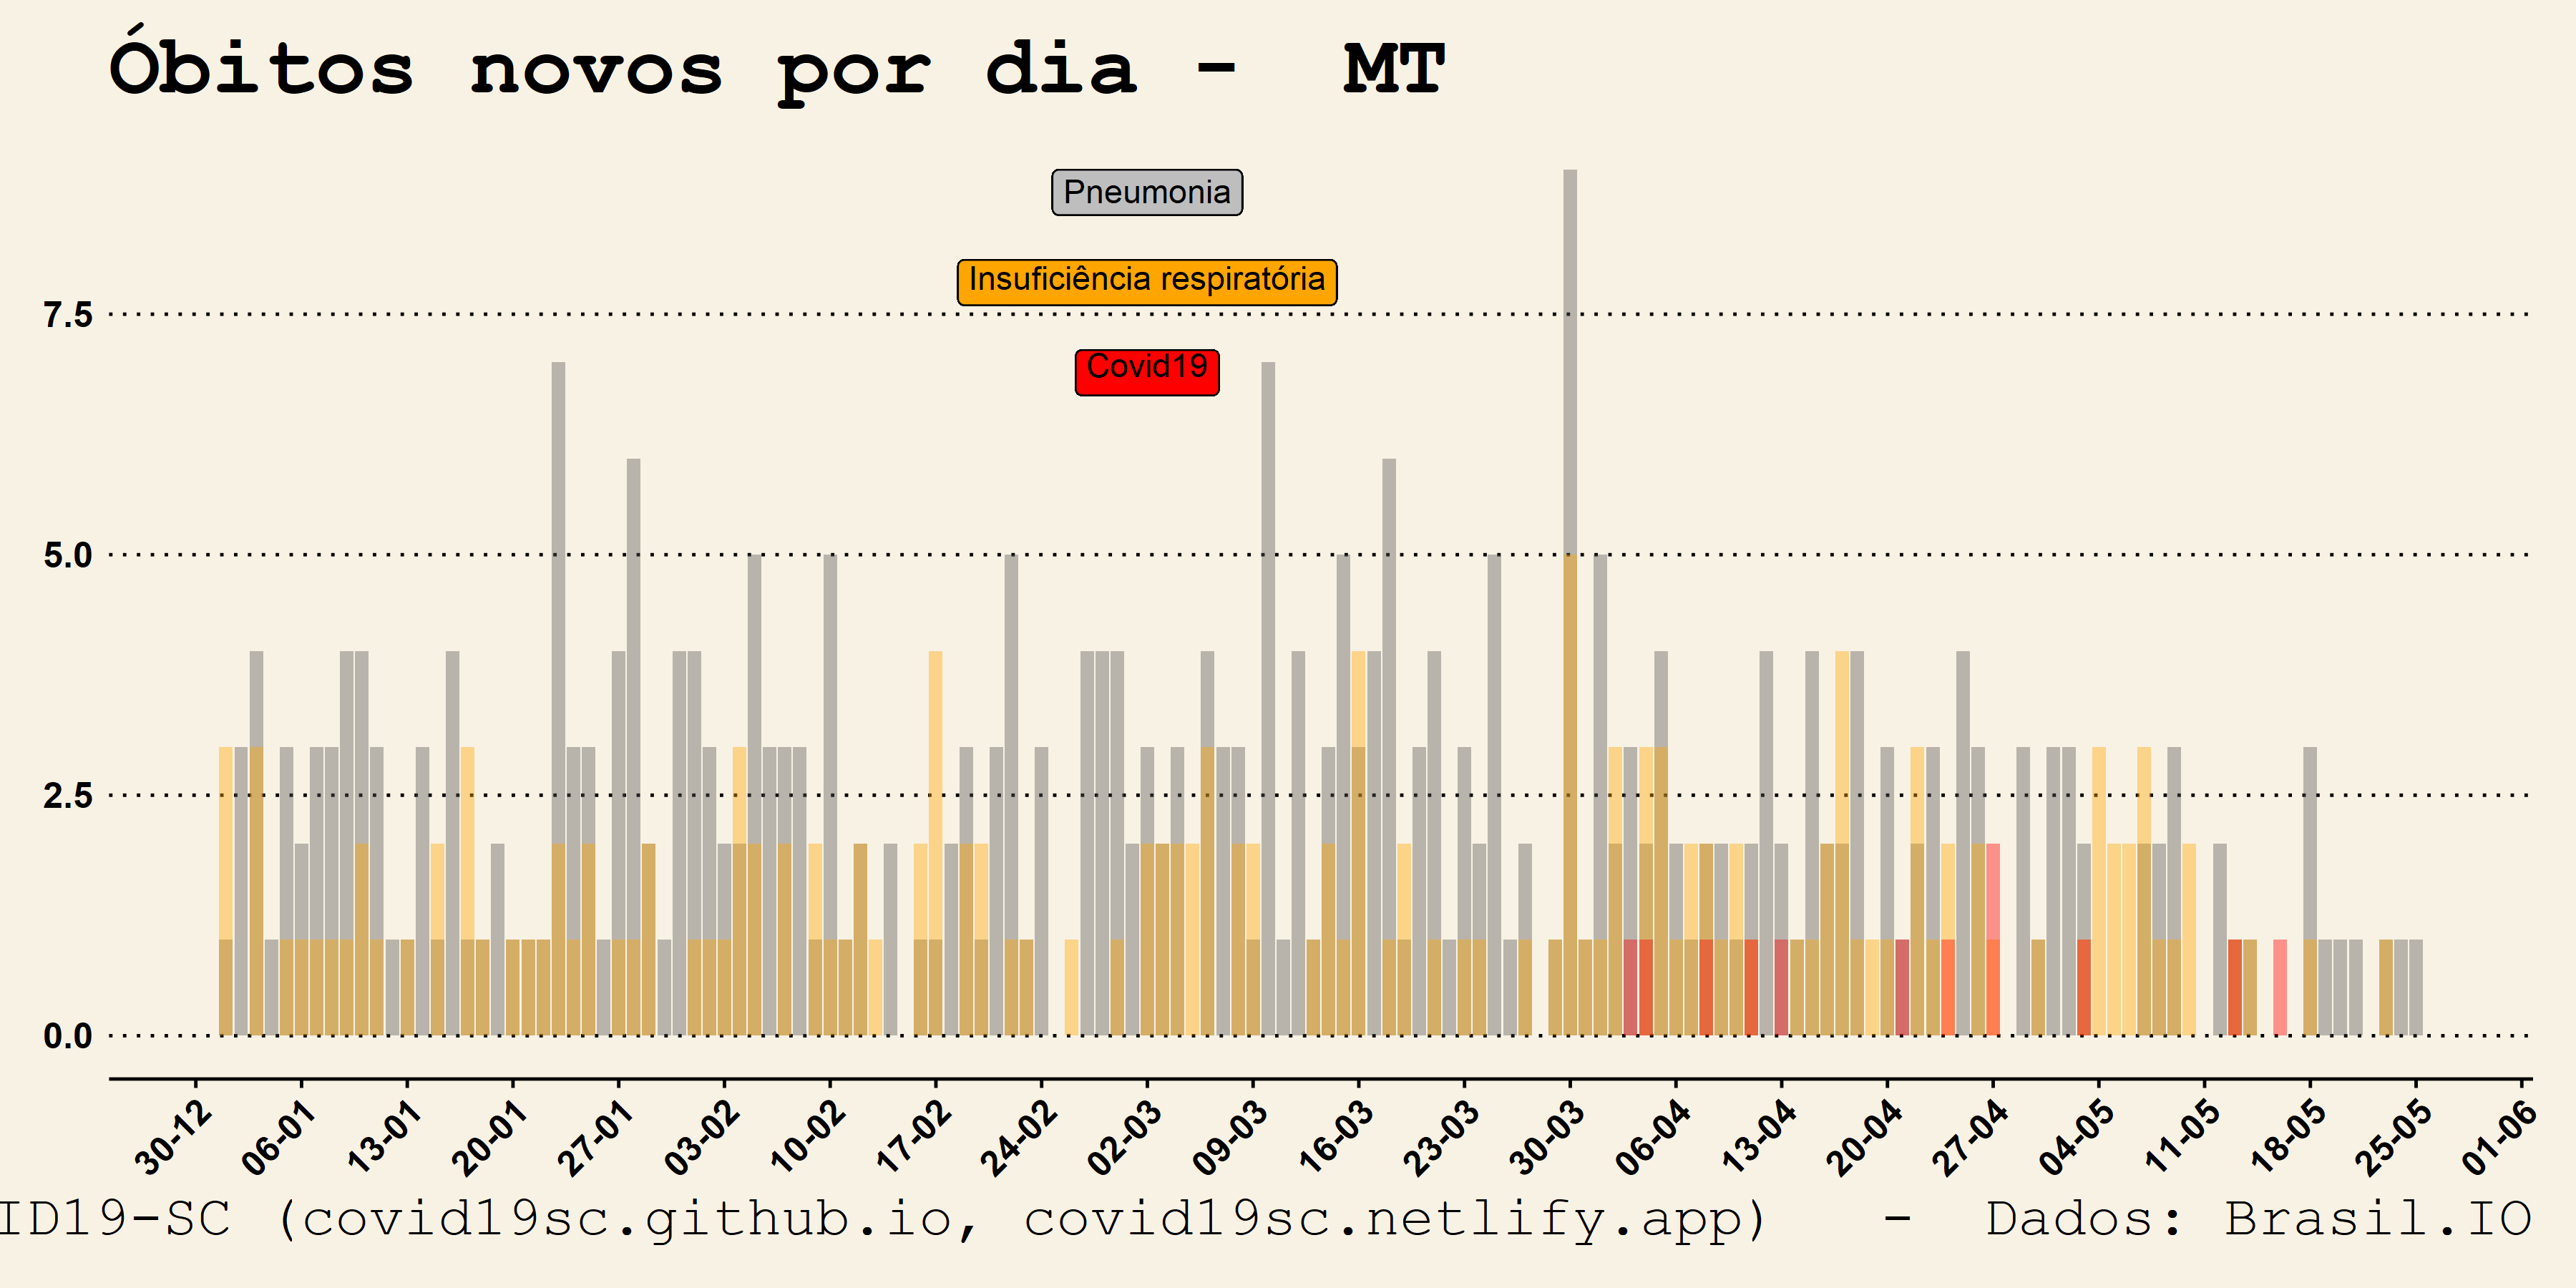 Óbitos novos por dia -  MT
Pneumonia
Insuficiência respiratória
Covid19
7.5
5.0
2.5
0.0
30-12 06-01 13-01 20-01 27-01 03-02 10-02 17-02 24-02 02-03 09-03 16-03 23-03 30-03 06-04 13-04 20-04 27-04 04-05 11-05 18-05 25-05 01-06
ID19-SC (covid19sc.github.io, covid19sc.netlify.app)  -  Dados: Brasil.IO